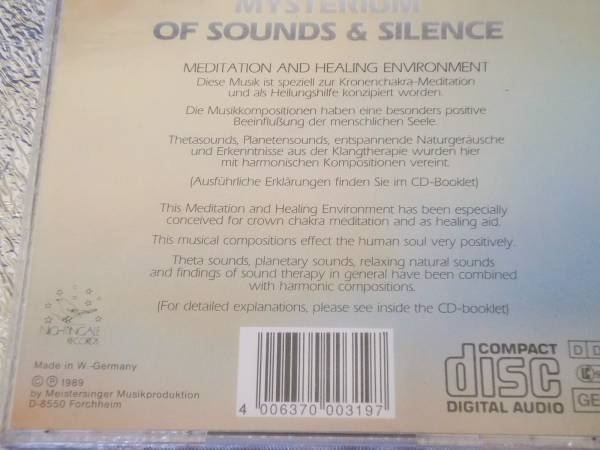 MYSTERIUM
OF SOUNDS & SILENCE
MEDITATION AND HEALING ENVIRONMENT
Diese Musik ist speziell zur Kronenchakra-Meditation
und als Heilungshilfe konzipiert worden.
Die Musikkompositionen haben eine besonders positive
Beeinflußung der menschlichen Seele.
Thetasounds, Planetensounds, entspannende Naturgeräusche
und Erkenntnisse aus der Klangtherapie wurden hier
mit harmonischen Kompositionen vereint.
(Ausführliche Erklärungen finden Sie im CD-Booklet)
This Meditation and Healing Environment has been especially
conceived for crown chakra meditation and as healing aid.
This musical compositions effect the human soul very positively.
Theta sounds, planetary sounds, relaxing natural sounds
and findings of sound therapy in general have been combined
with harmonic compositions.
(For detailed explanations, please see inside the CD-booklet)
NIGHTINGALE
RECORDS
Made in W.-Germany
© ℗ 1989
by Meistersinger Musikproduktion
D-8550 Forchheim
4 006370 003197
COMPACT
disc
DIGITAL AUDIO
D D
GE